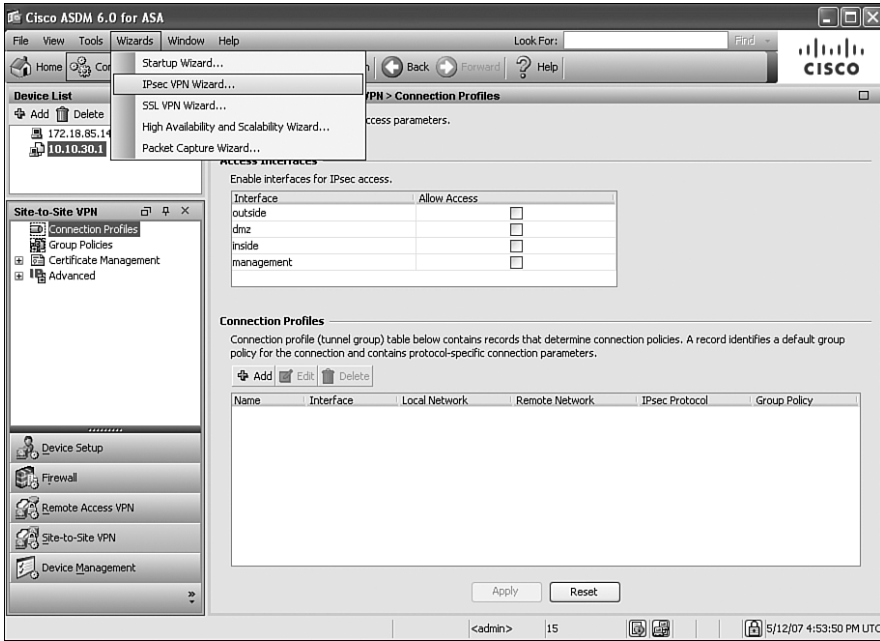 Cisco ASDM 6.0 for ASA
File View Tools Wizards Window Help Look For: Find
Home Back Forward Help
CISCO
Startup Wizard...
IPsec VPN Wizard...
SSL VPN Wizard...
High Availability and Scalability Wizard...
Packet Capture Wizard...
Device List
Add Delete
172.18.85.14
10.10.30.1
> Connection Profiles
access parameters.
Access Interfaces
Enable interfaces for IPsec access.
Interface Allow Access
outside
dmz
inside
management
Site-to-Site VPN
Connection Profiles
Group Policies
Certificate Management
Advanced
Connection Profiles
Connection profile (tunnel group) table below contains records that determine connection policies. A record identifies a default group
policy for the connection and contains protocol-specific connection parameters.
Add Edit Delete
Name Interface Local Network Remote Network IPsec Protocol Group Policy
Device Setup
Firewall
Remote Access VPN
Site-to-Site VPN
Device Management
Apply Reset
<admin> 15 5/12/07 4:53:50 PM UTC